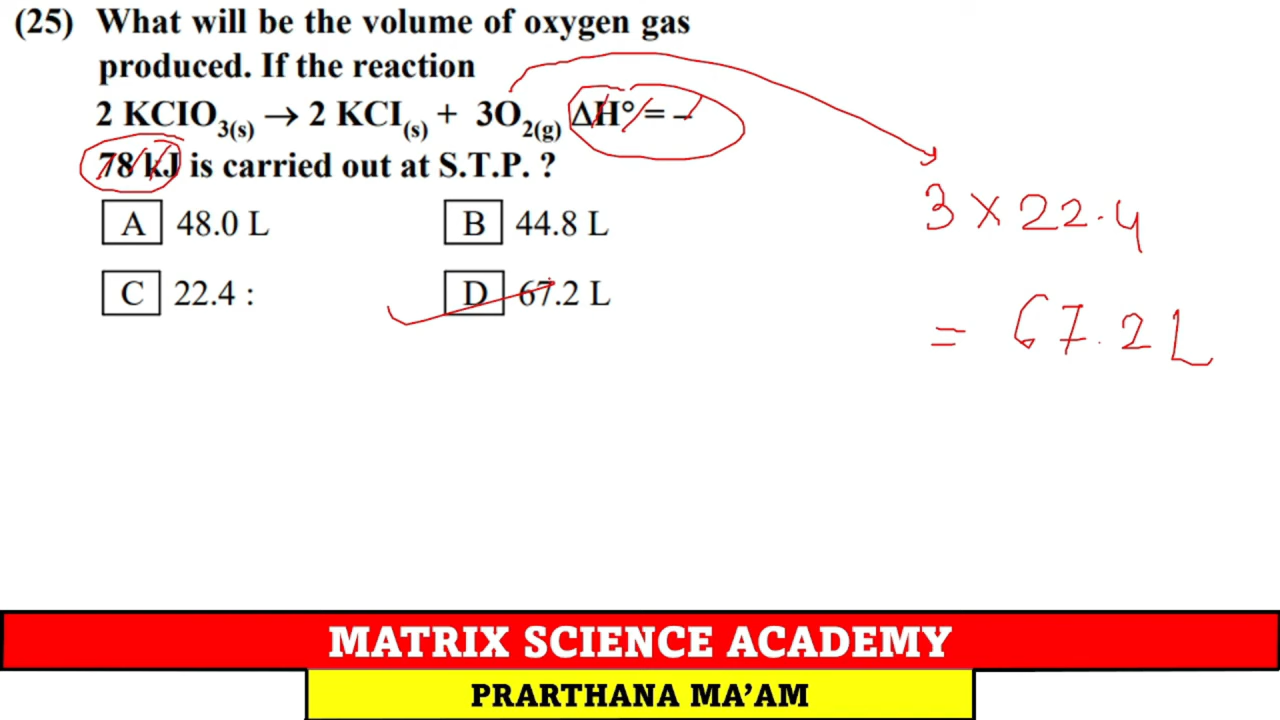 (25) What will be the volume of oxygen gas
produced. If the reaction
2 KCIO3(s) → 2 KCI(s) + 3O2(g) ΔH° = –
78 kJ is carried out at S.T.P. ?
A 48.0 L B 44.8 L
C 22.4 : D 67.2 L
3 × 22.4
= 67.2 L
MATRIX SCIENCE ACADEMY
PRARTHANA MA’AM